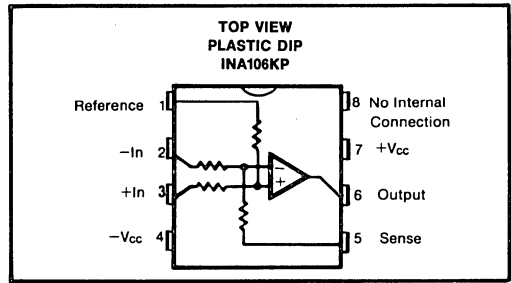 TOP VIEW
PLASTIC DIP
INA106KP
Reference 1
8 No Internal
Connection
−In 2
7 +Vcc
+In 3
6 Output
−Vcc 4
5 Sense
−
+